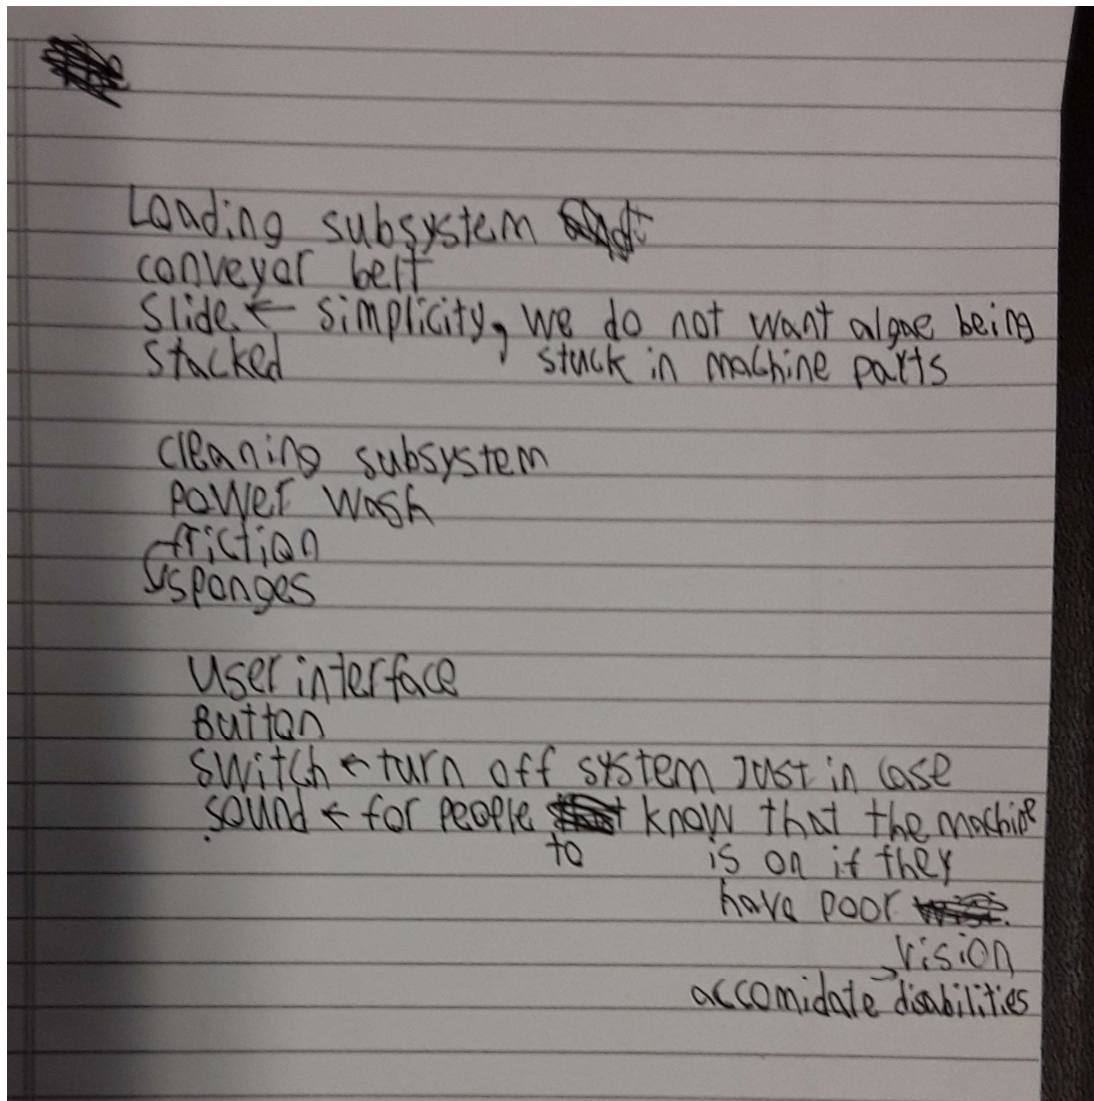 Loading subsystem
conveyor belt
Slide ← simplicity, we do not want algae being
stacked stuck in machine parts
cleaning subsystem
power wash
friction
sponges
User interface
Button
switch ← turn off system Just in case
sound ← for people to know that the machine
is on if they
have poor
vision
accomidate disabilities